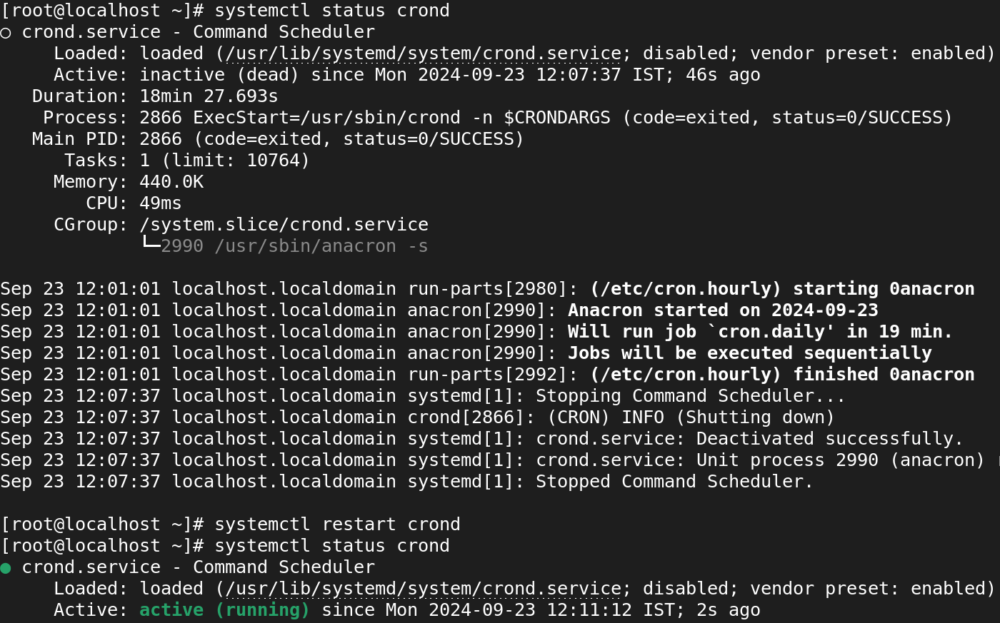 [root@localhost ~]# systemctl status crond
○ crond.service - Command Scheduler
     Loaded: loaded (/usr/lib/systemd/system/crond.service; disabled; vendor preset: enabled)
     Active: inactive (dead) since Mon 2024-09-23 12:07:37 IST; 46s ago
   Duration: 18min 27.693s
    Process: 2866 ExecStart=/usr/sbin/crond -n $CRONDARGS (code=exited, status=0/SUCCESS)
   Main PID: 2866 (code=exited, status=0/SUCCESS)
      Tasks: 1 (limit: 10764)
     Memory: 440.0K
        CPU: 49ms
     CGroup: /system.slice/crond.service
             └─2990 /usr/sbin/anacron -s

Sep 23 12:01:01 localhost.localdomain run-parts[2980]: (/etc/cron.hourly) starting 0anacron
Sep 23 12:01:01 localhost.localdomain anacron[2990]: Anacron started on 2024-09-23
Sep 23 12:01:01 localhost.localdomain anacron[2990]: Will run job `cron.daily' in 19 min.
Sep 23 12:01:01 localhost.localdomain anacron[2990]: Jobs will be executed sequentially
Sep 23 12:01:01 localhost.localdomain run-parts[2992]: (/etc/cron.hourly) finished 0anacron
Sep 23 12:07:37 localhost.localdomain systemd[1]: Stopping Command Scheduler...
Sep 23 12:07:37 localhost.localdomain crond[2866]: (CRON) INFO (Shutting down)
Sep 23 12:07:37 localhost.localdomain systemd[1]: crond.service: Deactivated successfully.
Sep 23 12:07:37 localhost.localdomain systemd[1]: crond.service: Unit process 2990 (anacron)
Sep 23 12:07:37 localhost.localdomain systemd[1]: Stopped Command Scheduler.

[root@localhost ~]# systemctl restart crond
[root@localhost ~]# systemctl status crond
● crond.service - Command Scheduler
     Loaded: loaded (/usr/lib/systemd/system/crond.service; disabled; vendor preset: enabled)
     Active: active (running) since Mon 2024-09-23 12:11:12 IST; 2s ago